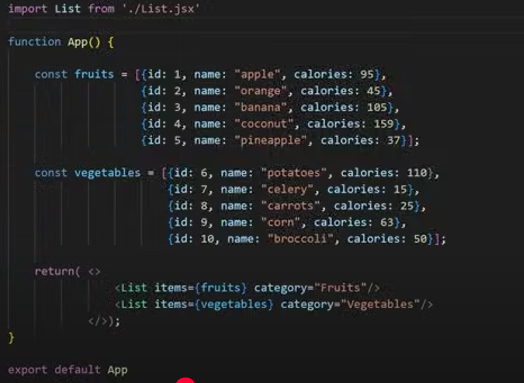 import List from './List.jsx'
function App() {
const fruits = [{id: 1, name: "apple", calories: 95},
{id: 2, name: "orange", calories: 45},
{id: 3, name: "banana", calories: 105},
{id: 4, name: "coconut", calories: 159},
{id: 5, name: "pineapple", calories: 37}];
const vegetables = [{id: 6, name: "potatoes", calories: 110},
{id: 7, name: "celery", calories: 15},
{id: 8, name: "carrots", calories: 25},
{id: 9, name: "corn", calories: 63},
{id: 10, name: "broccoli", calories: 50}];
return( <>
<List items={fruits} category="Fruits"/>
<List items={vegetables} category="Vegetables"/>
</>);
}
export default App